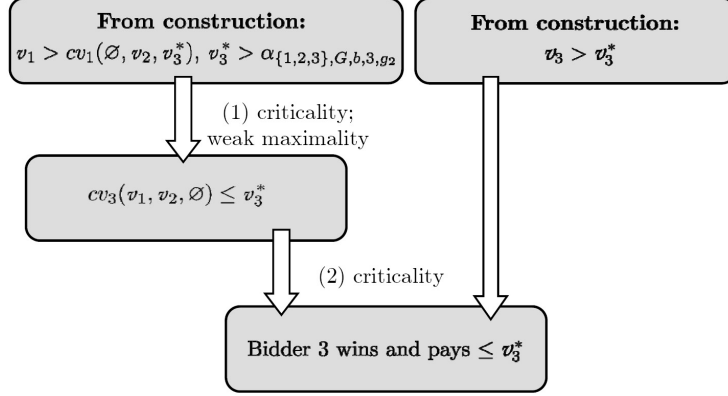 From construction:
v₁ > cv₁(∅, v₂, v₃*), v₃* > α_{{1,2,3},G,b,3,g₂}
From construction:
v₃ > v₃*
(1) criticality;
weak maximality
cv₃(v₁, v₂, ∅) ≤ v₃*
(2) criticality
Bidder 3 wins and pays ≤ v₃*